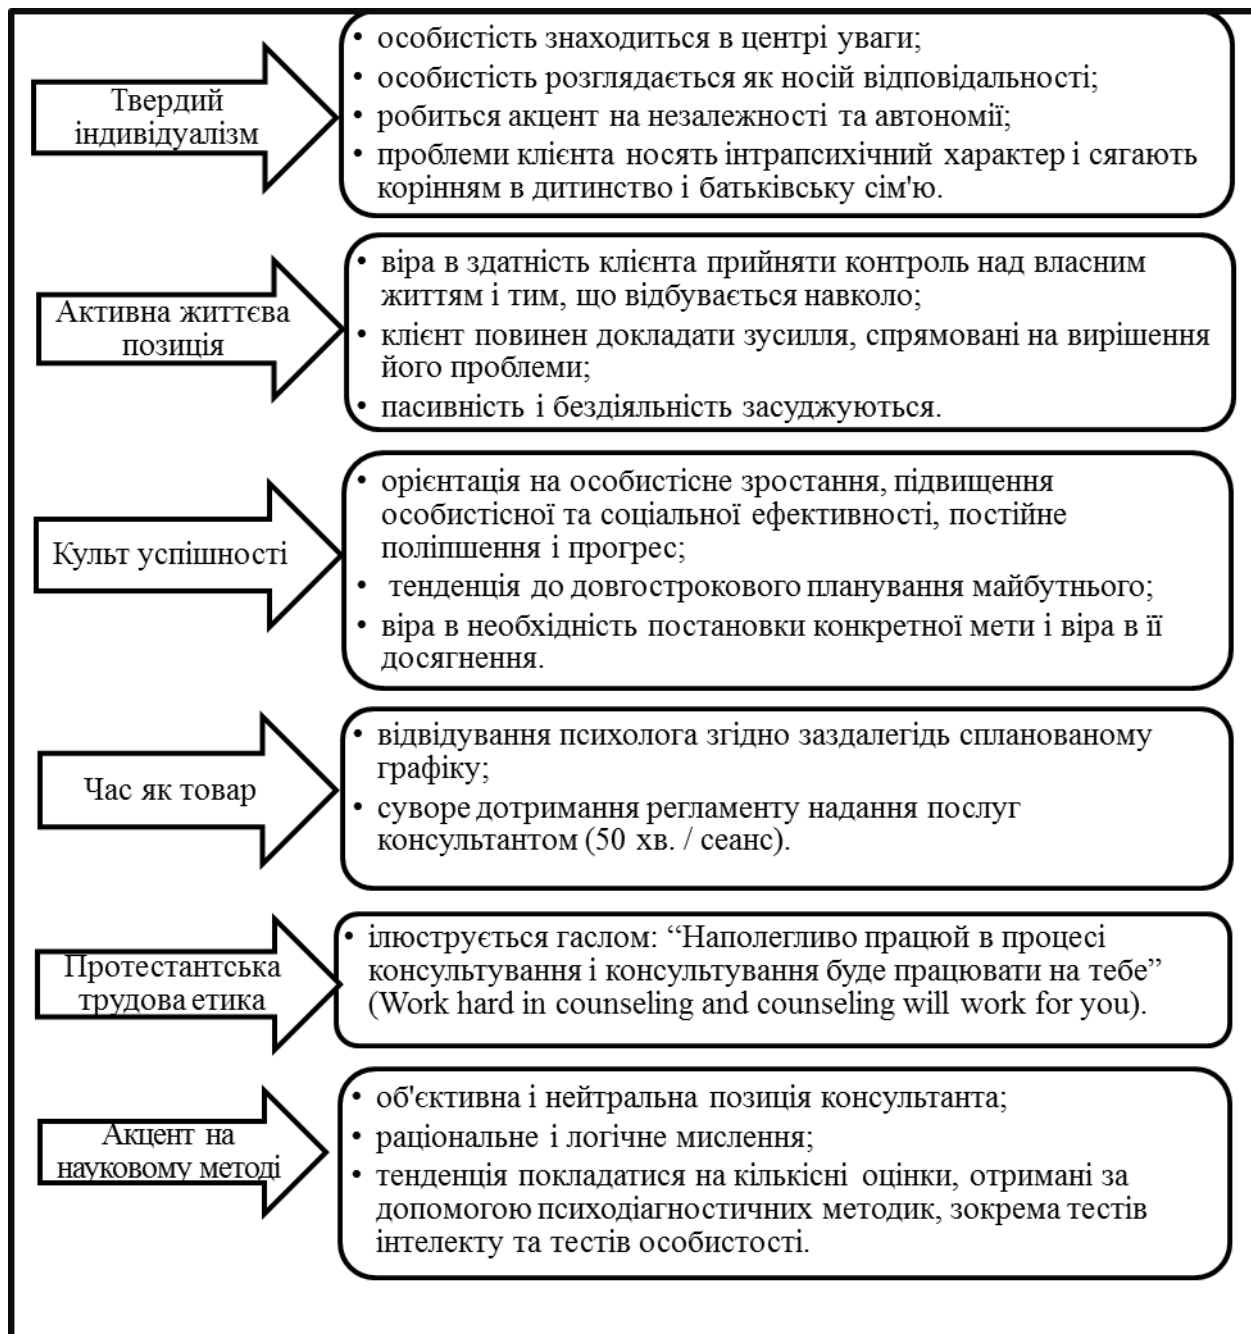 Твердий
індивідуалізм
• особистість знаходиться в центрі уваги;
• особистість розглядається як носій відповідальності;
• робиться акцент на незалежності та автономії;
• проблеми клієнта носять інтрапсихічний характер і сягають
корінням в дитинство і батьківську сім'ю.
Активна життєва
позиція
• віра в здатність клієнта прийняти контроль над власним
життям і тим, що відбувається навколо;
• клієнт повинен докладати зусилля, спрямовані на вирішення
його проблеми;
• пасивність і бездіяльність засуджуються.
Культ успішності
• орієнтація на особистісне зростання, підвищення
особистісної та соціальної ефективності, постійне
поліпшення і прогрес;
• тенденція до довгострокового планування майбутнього;
• віра в необхідність постановки конкретної мети і віра в її
досягнення.
Час як товар
• відвідування психолога згідно заздалегідь спланованому
графіку;
• суворе дотримання регламенту надання послуг
консультантом (50 хв. / сеанс).
Протестантська
трудова етика
• ілюструється гаслом: “Наполегливо працюй в процесі
консультування і консультування буде працювати на тебе”
(Work hard in counseling and counseling will work for you).
Акцент на
науковому методі
• об'єктивна і нейтральна позиція консультанта;
• раціональне і логічне мислення;
• тенденція покладатися на кількісні оцінки, отримані за
допомогою психодіагностичних методик, зокрема тестів
інтелекту та тестів особистості.